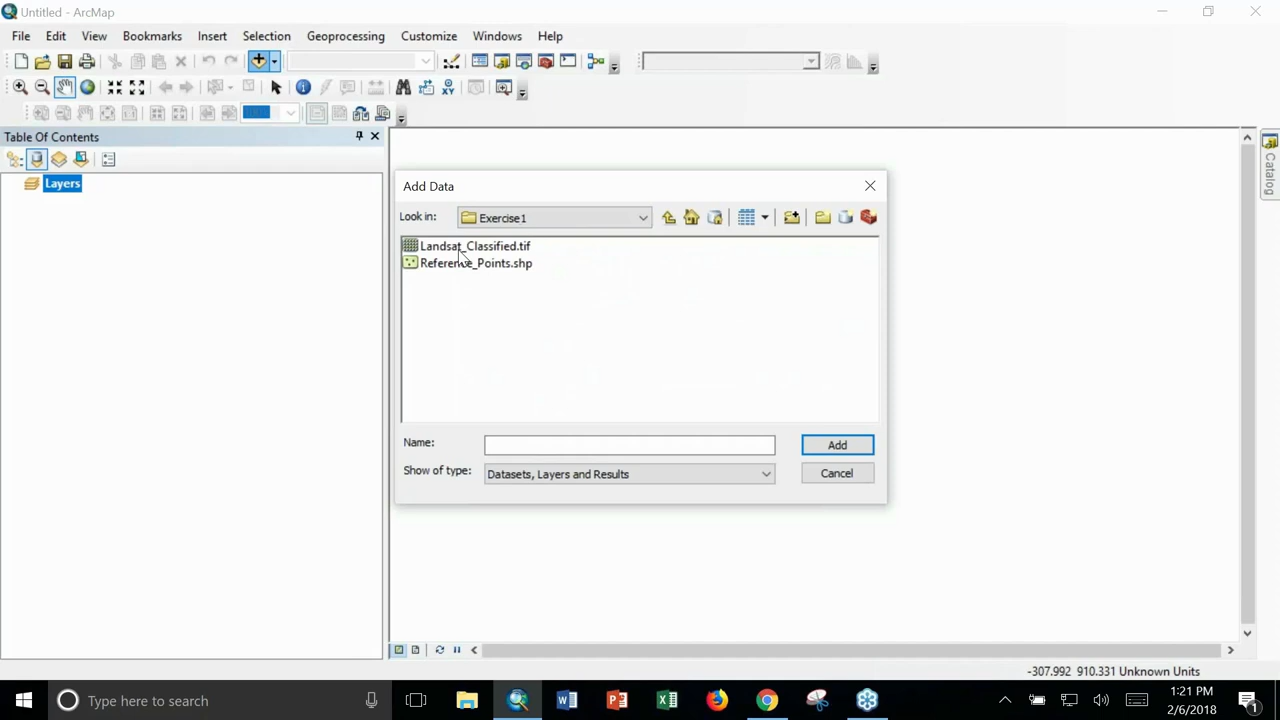 Untitled - ArcMap
File Edit View Bookmarks Insert Selection Geoprocessing Customize Windows Help
Table Of Contents
Layers
Catalog
Add Data
Look in: Exercise1
Landsat_Classified.tif
Reference_Points.shp
Name: Add
Show of type: Datasets, Layers and Results Cancel
-307.992 910.331 Unknown Units
Type here to search
1:21 PM
2/6/2018
1